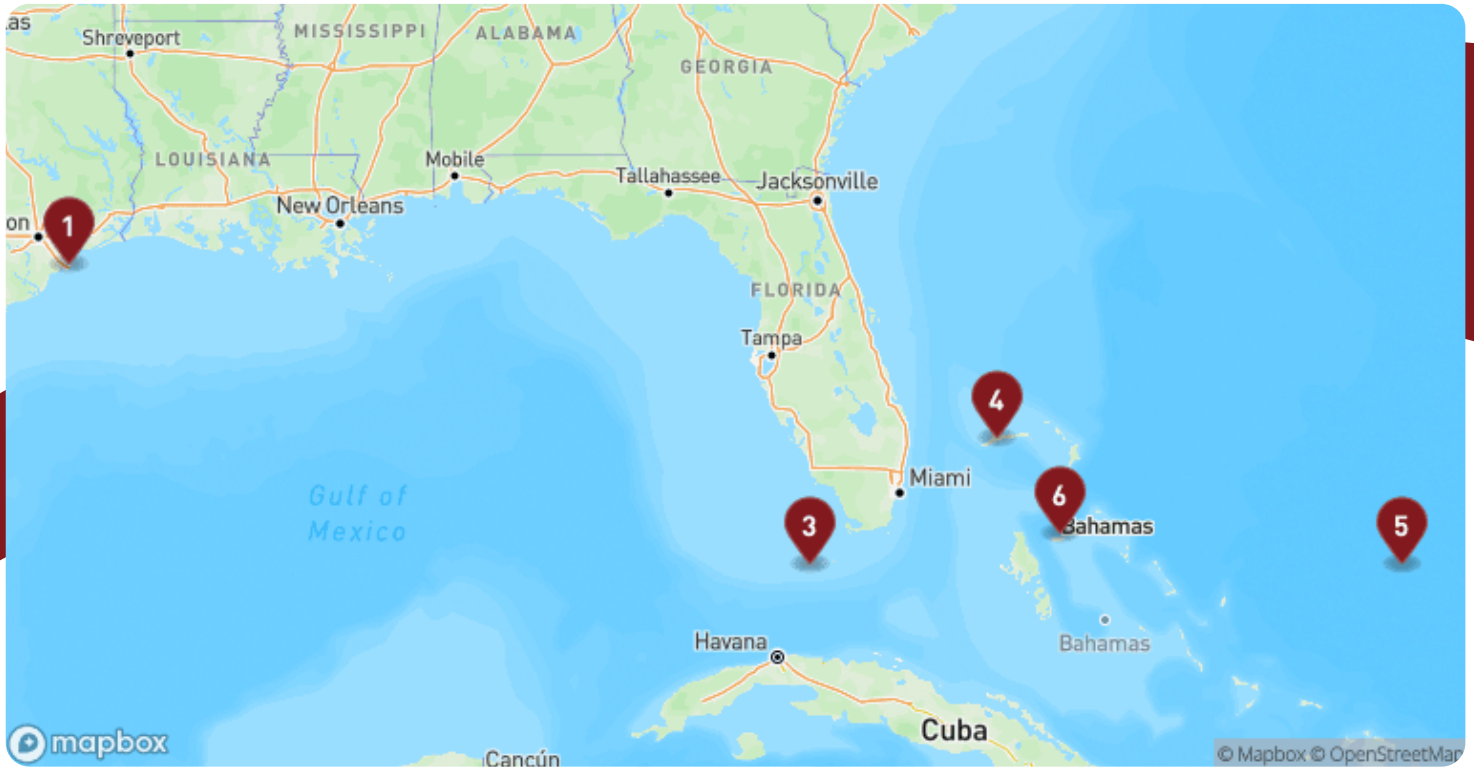 as
Shreveport
MISSISSIPPI
ALABAMA
GEORGIA
LOUISIANA
Mobile
Tallahassee
Jacksonville
New Orleans
on
1
FLORIDA
Tampa
4
Miami
Gulf of
Mexico
3
6
Bahamas
5
Havana
Bahamas
Cuba
mapbox
Cancún
© Mapbox © OpenStreetMap